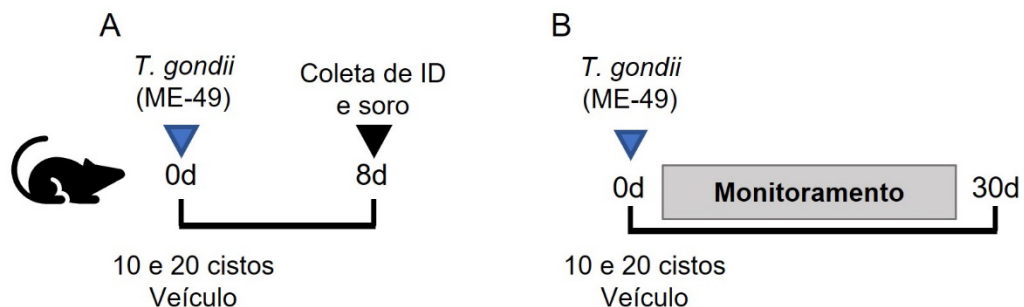 A
T. gondii
(ME-49)
Coleta de ID
e soro
0d
8d
10 e 20 cistos
Veículo
B
T. gondii
(ME-49)
0d
Monitoramento
30d
10 e 20 cistos
Veículo